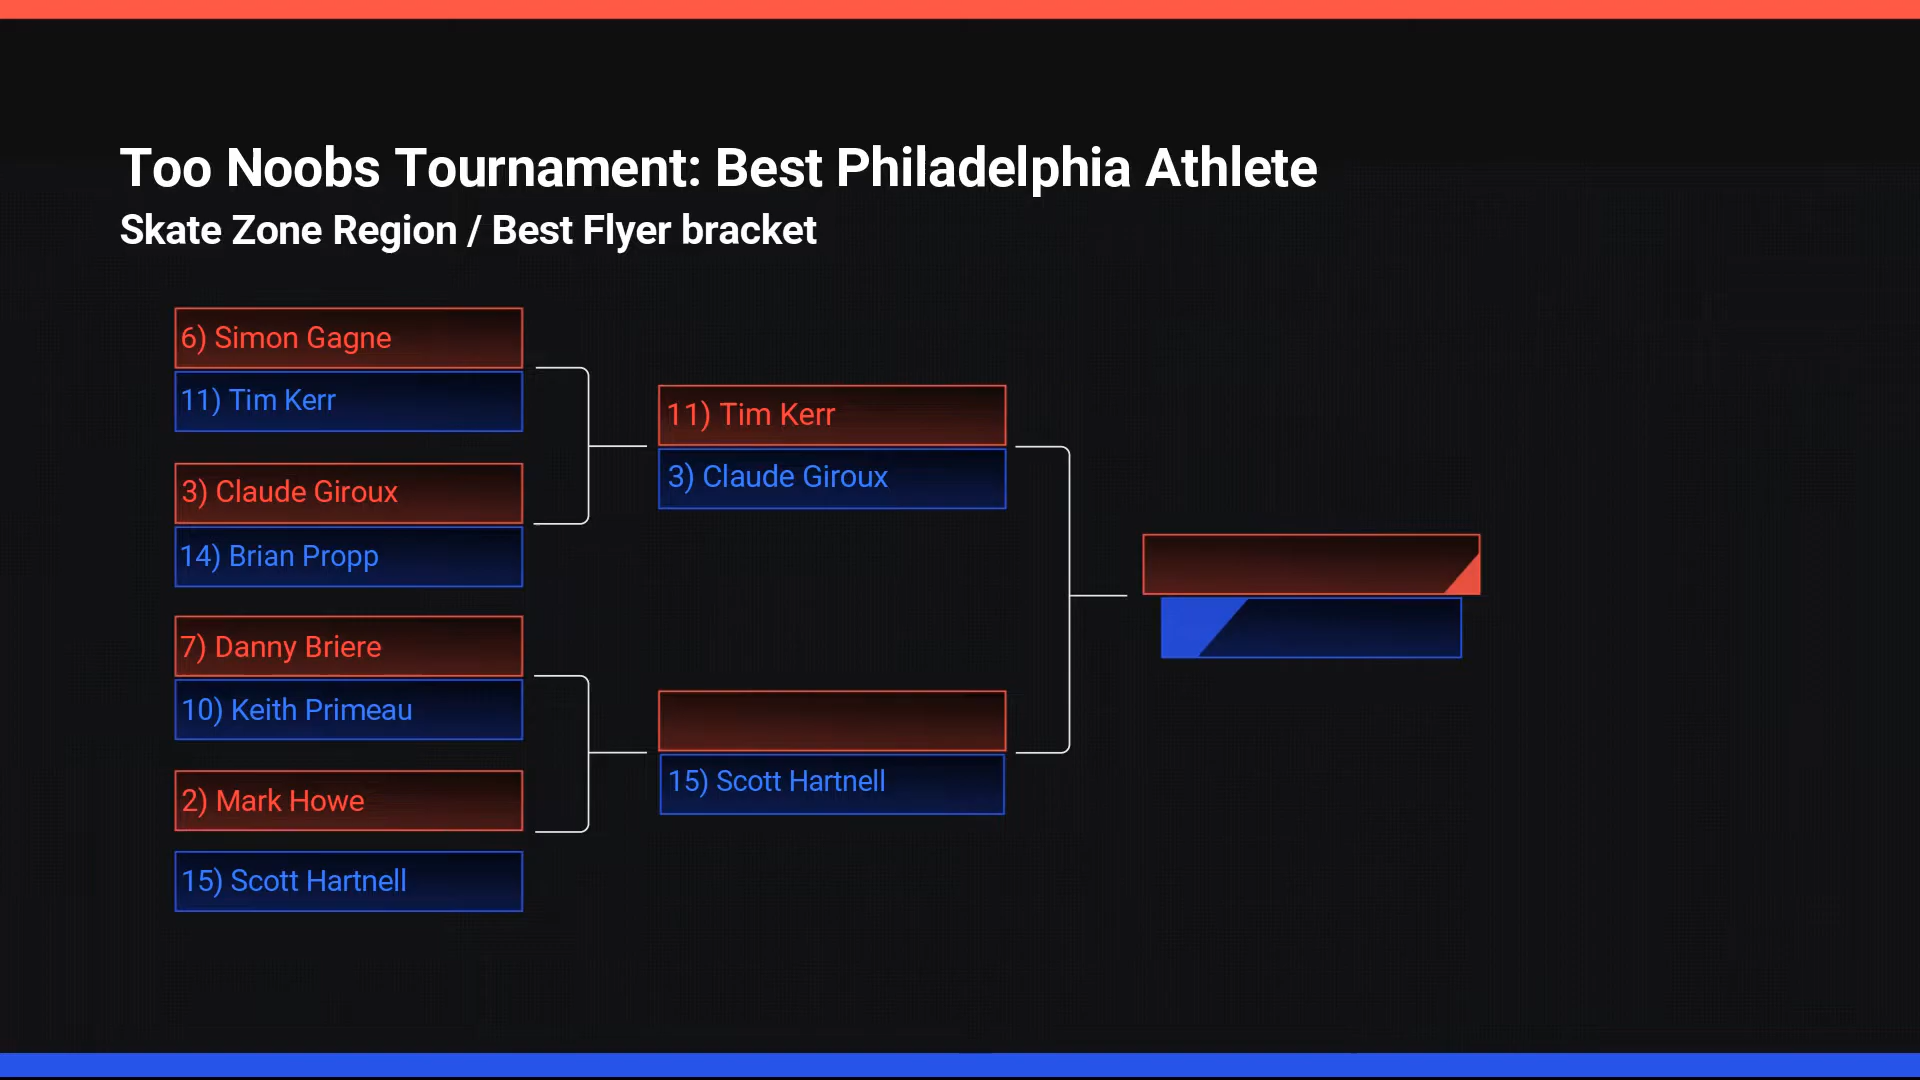 Too Noobs Tournament: Best Philadelphia Athlete
Skate Zone Region / Best Flyer bracket
6) Simon Gagne
11) Tim Kerr
3) Claude Giroux
14) Brian Propp
7) Danny Briere
10) Keith Primeau
2) Mark Howe
15) Scott Hartnell
11) Tim Kerr
3) Claude Giroux
15) Scott Hartnell